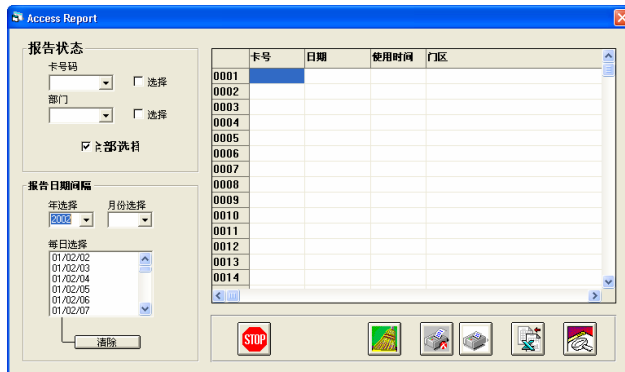 Access Report
报告状态
卡号码
选择
部门
选择
全部选择
报告日期间隔
年选择 月份选择
2002
每日选择
01/02/02
01/02/03
01/02/04
01/02/05
01/02/06
01/02/07
清除
卡号 日期 使用时间 门区
0001
0002
0003
0004
0005
0006
0007
0008
0009
0010
0011
0012
0013
0014
STOP